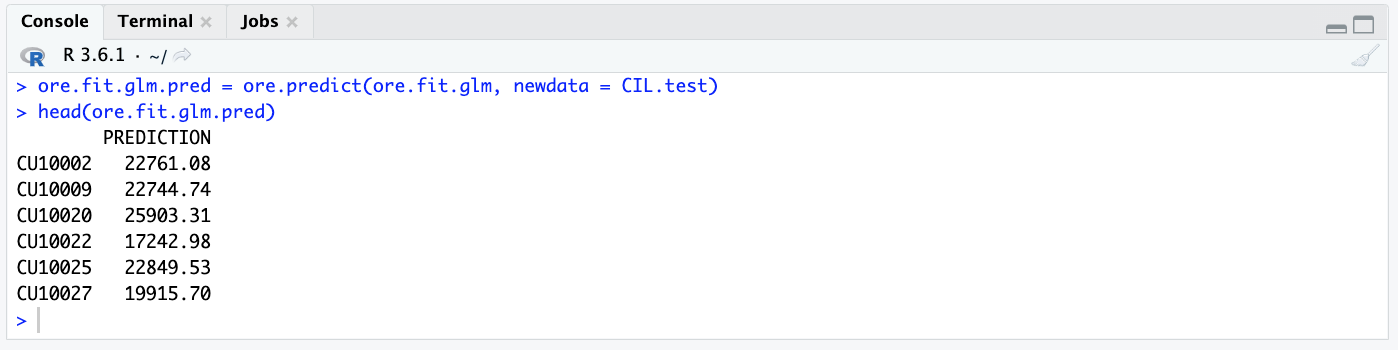 Console Terminal Jobs
R R 3.6.1 · ~/
> ore.fit.glm.pred = ore.predict(ore.fit.glm, newdata = CIL.test)
> head(ore.fit.glm.pred)
PREDICTION
CU10002 22761.08
CU10009 22744.74
CU10020 25903.31
CU10022 17242.98
CU10025 22849.53
CU10027 19915.70
>